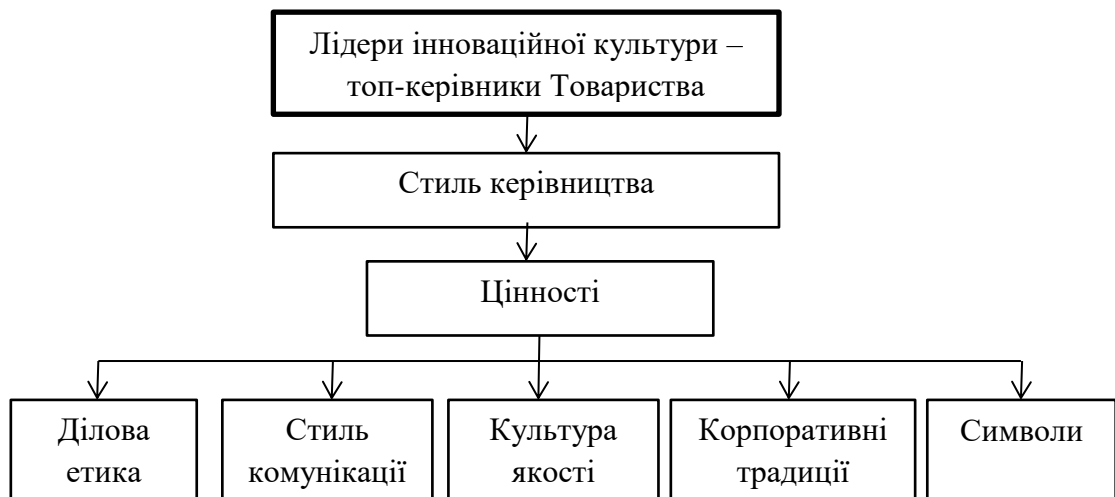 Лідери інноваційної культури –
топ-керівники Товариства
Стиль керівництва
Цінності
Ділова
етика
Стиль
комунікації
Культура
якості
Корпоративні
традиції
Символи